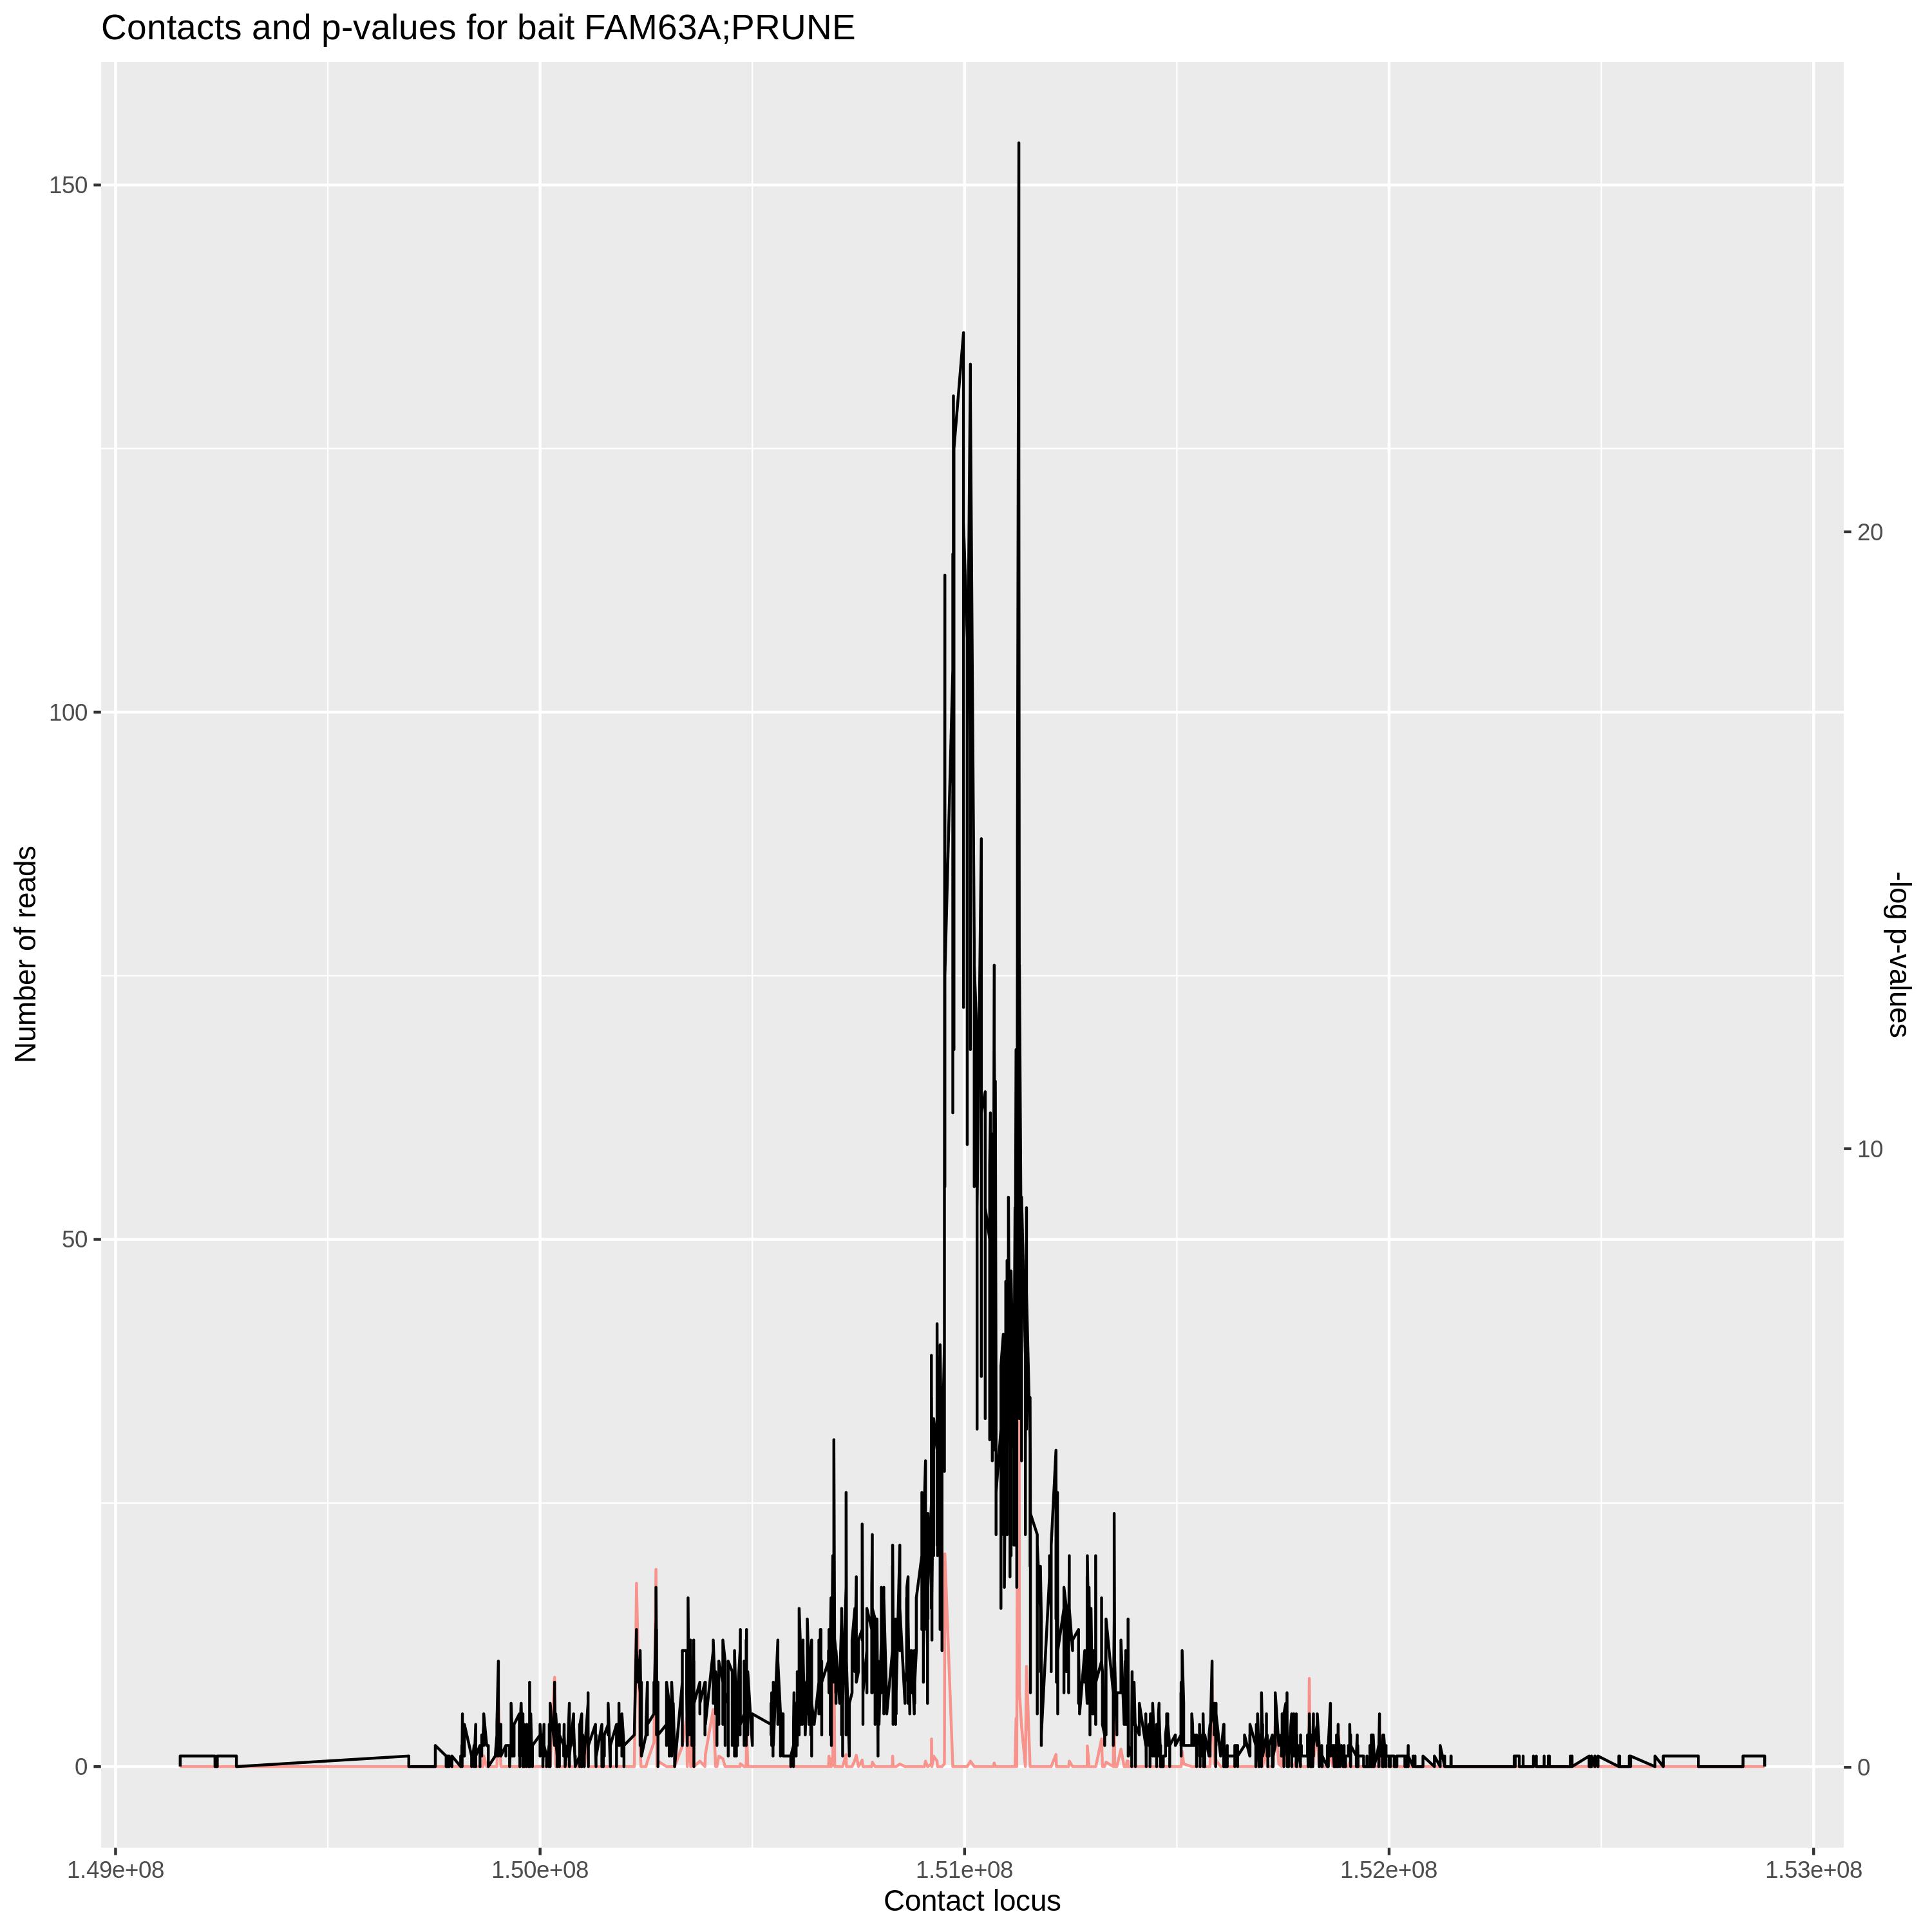 Contacts and p-values for bait FAM63A;PRUNE
150
100
50
0
Number of reads
20
10
0
-log p-values
1.49e+08
1.50e+08
1.51e+08
1.52e+08
1.53e+08
Contact locus